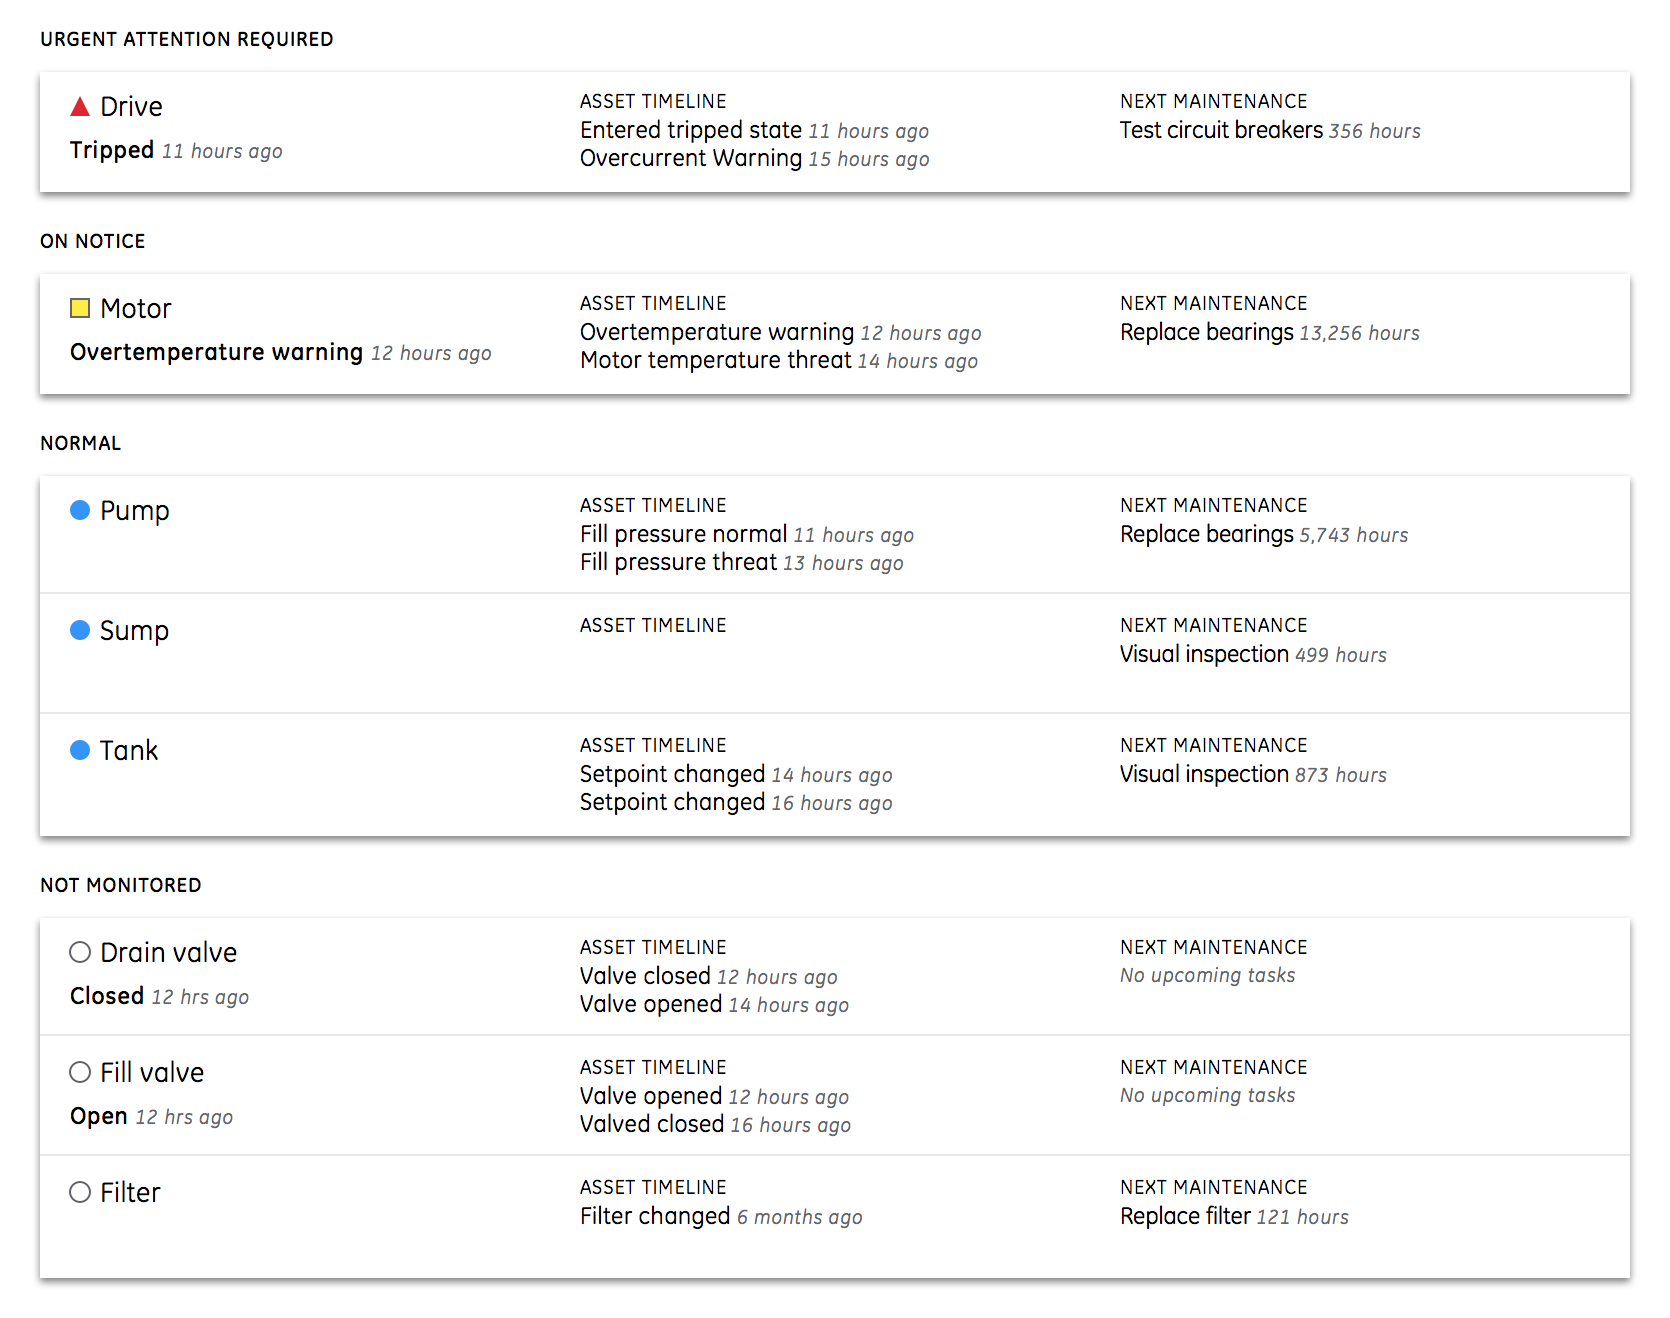 URGENT ATTENTION REQUIRED
Drive
Tripped 11 hours ago
ASSET TIMELINE
Entered tripped state 11 hours ago
Overcurrent Warning 15 hours ago
NEXT MAINTENANCE
Test circuit breakers 356 hours
ON NOTICE
Motor
Overtemperature warning 12 hours ago
ASSET TIMELINE
Overtemperature warning 12 hours ago
Motor temperature threat 14 hours ago
NEXT MAINTENANCE
Replace bearings 13,256 hours
NORMAL
Pump
ASSET TIMELINE
Fill pressure normal 11 hours ago
Fill pressure threat 13 hours ago
NEXT MAINTENANCE
Replace bearings 5,743 hours
Sump
ASSET TIMELINE
NEXT MAINTENANCE
Visual inspection 499 hours
Tank
ASSET TIMELINE
Setpoint changed 14 hours ago
Setpoint changed 16 hours ago
NEXT MAINTENANCE
Visual inspection 873 hours
NOT MONITORED
Drain valve
Closed 12 hrs ago
ASSET TIMELINE
Valve closed 12 hours ago
Valve opened 14 hours ago
NEXT MAINTENANCE
No upcoming tasks
Fill valve
Open 12 hrs ago
ASSET TIMELINE
Valve opened 12 hours ago
Valved closed 16 hours ago
NEXT MAINTENANCE
No upcoming tasks
Filter
ASSET TIMELINE
Filter changed 6 months ago
NEXT MAINTENANCE
Replace filter 121 hours